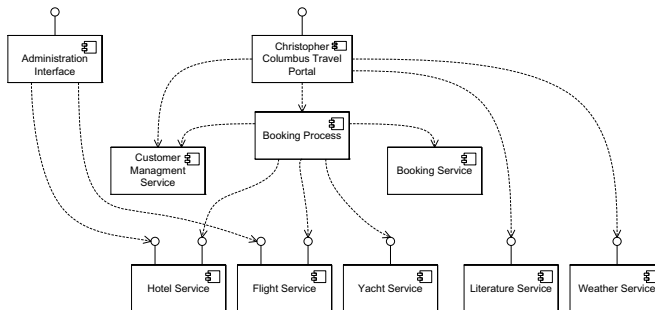 Administration
Interface
Christopher
Columbus Travel
Portal
Booking Process
Customer
Managment
Service
Booking Service
Hotel Service
Flight Service
Yacht Service
Literature Service
Weather Service